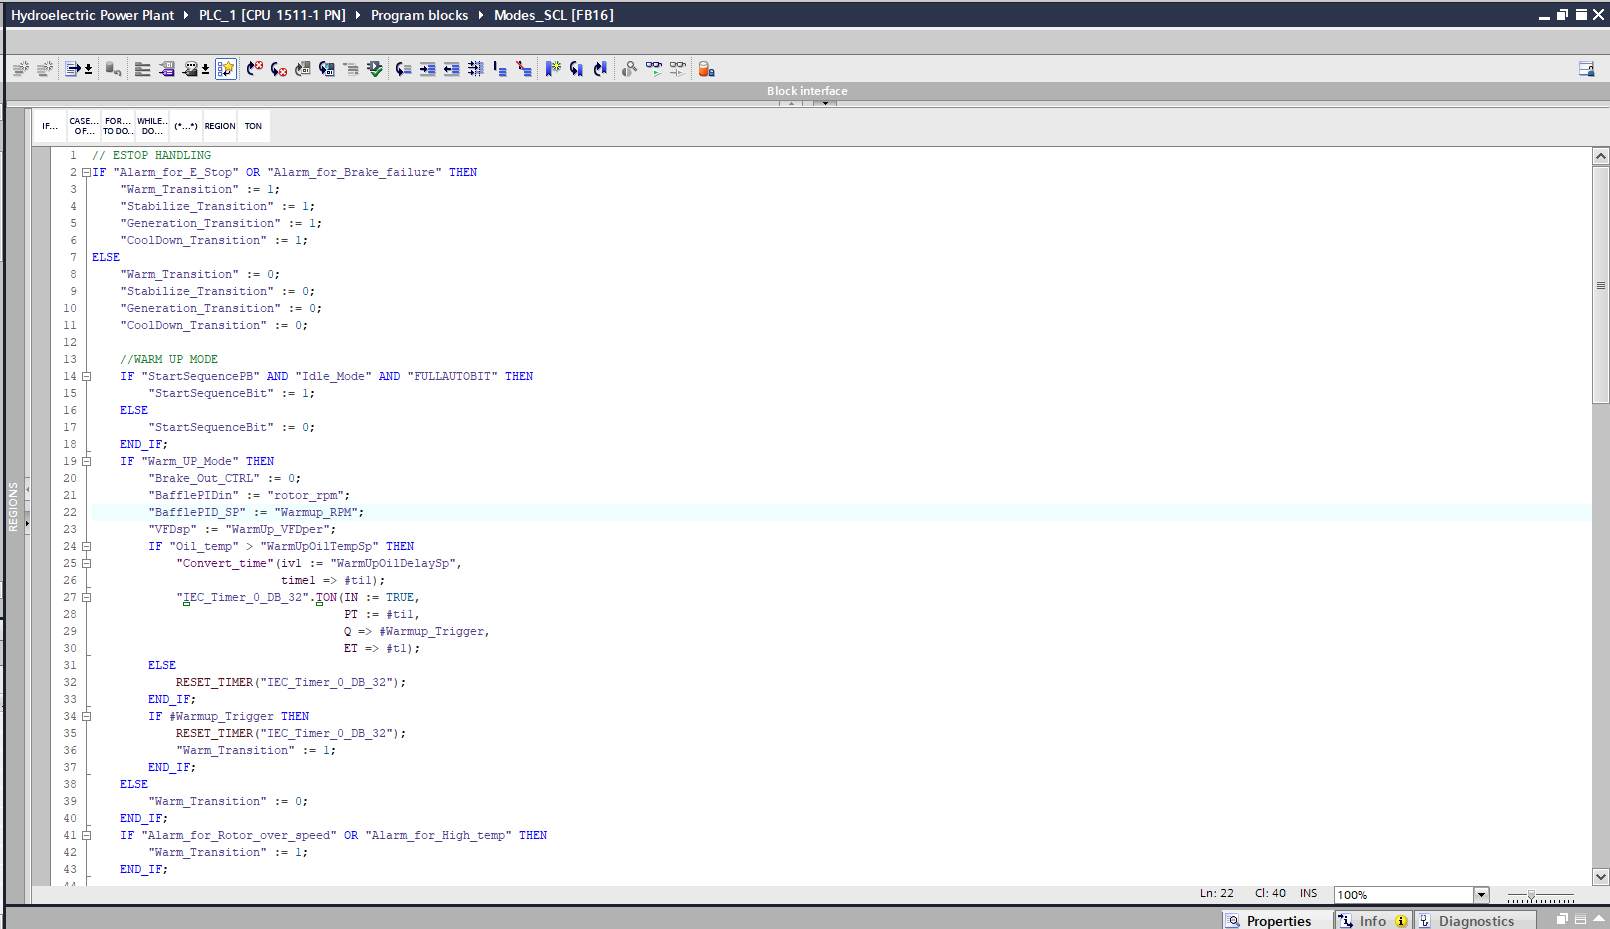 Hydroelectric Power Plant ▸ PLC_1 [CPU 1511-1 PN] ▸ Program blocks ▸ Modes_SCL [FB16]
Block interface
IF... CASE... OF... FOR... TO DO.. WHILE.. DO... (*...*) REGION TON
REGIONS
1 // ESTOP HANDLING
2 IF "Alarm_for_E_Stop" OR "Alarm_for_Brake_failure" THEN
3 "Warm_Transition" := 1;
4 "Stabilize_Transition" := 1;
5 "Generation_Transition" := 1;
6 "CoolDown_Transition" := 1;
7 ELSE
8 "Warm_Transition" := 0;
9 "Stabilize_Transition" := 0;
10 "Generation_Transition" := 0;
11 "CoolDown_Transition" := 0;
12
13 //WARM UP MODE
14 IF "StartSequencePB" AND "Idle_Mode" AND "FULLAUTOBIT" THEN
15 "StartSequenceBit" := 1;
16 ELSE
17 "StartSequenceBit" := 0;
18 END_IF;
19 IF "Warm_UP_Mode" THEN
20 "Brake_Out_CTRL" := 0;
21 "BafflePIDin" := "rotor_rpm";
22 "BafflePID_SP" := "Warmup_RPM";
23 "VFDsp" := "WarmUp_VFDper";
24 IF "Oil_temp" > "WarmUpOilTempSp" THEN
25 "Convert_time"(iv1 := "WarmUpOilDelaySp",
26 time1 => #ti1);
27 "IEC_Timer_0_DB_32".TON(IN := TRUE,
28 PT := #ti1,
29 Q => #Warmup_Trigger,
30 ET => #t1);
31 ELSE
32 RESET_TIMER("IEC_Timer_0_DB_32");
33 END_IF;
34 IF #Warmup_Trigger THEN
35 RESET_TIMER("IEC_Timer_0_DB_32");
36 "Warm_Transition" := 1;
37 END_IF;
38 ELSE
39 "Warm_Transition" := 0;
40 END_IF;
41 IF "Alarm_for_Rotor_over_speed" OR "Alarm_for_High_temp" THEN
42 "Warm_Transition" := 1;
43 END_IF;
44
Ln: 22 Cl: 40 INS 100%
Properties Info Diagnostics